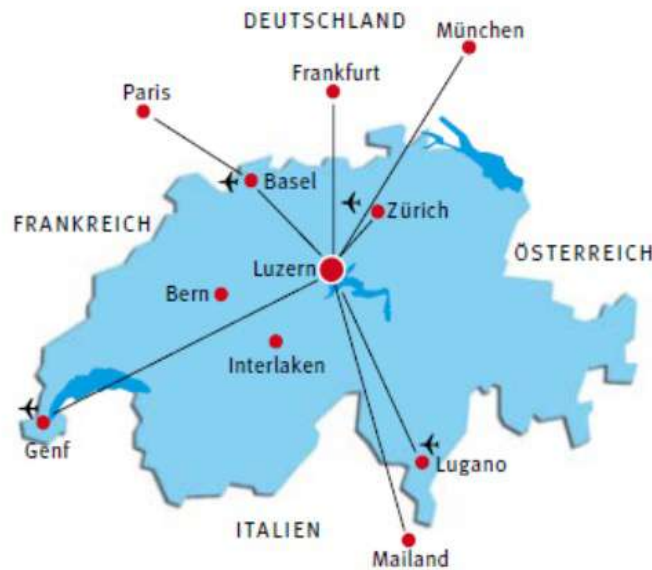 DEUTSCHLAND
München
Frankfurt
Paris
Basel
Zürich
FRANKREICH
ÖSTERREICH
Luzern
Bern
Interlaken
Genf
Lugano
ITALIEN
Mailand